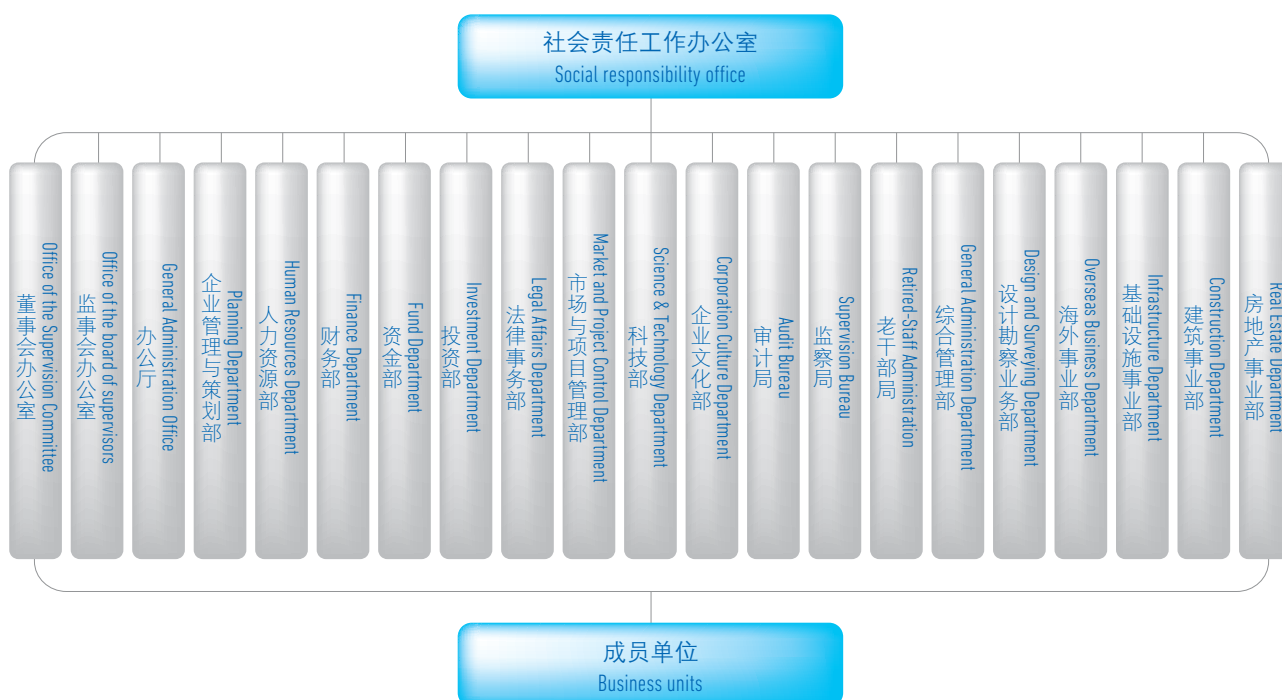 社会责任工作办公室
Social responsibility office
Office of the Supervision Committee
董事会办公室
Office of the board of supervisors
监事会办公室
General Administration Office
办公厅
Planning Department
企业管理与策划部
Human Resources Department
人力资源部
Finance Department
财务部
Fund Department
资金部
Investment Department
投资部
Legal Affairs Department
法律事务部
Market and Project Control Department
市场与项目管理部
Science & Technology Department
科技部
Corporation Culture Department
企业文化部
Audit Bureau
审计局
Supervision Bureau
监察局
Retired-Staff Administration
老干部局
General Administration Department
综合管理部
Design and Surveying Department
设计勘察业务部
Overseas Business Department
海外事业部
Infrastructure Department
基础设施事业部
Construction Department
建筑事业部
Real Estate Department
房地产事业部
成员单位
Business units